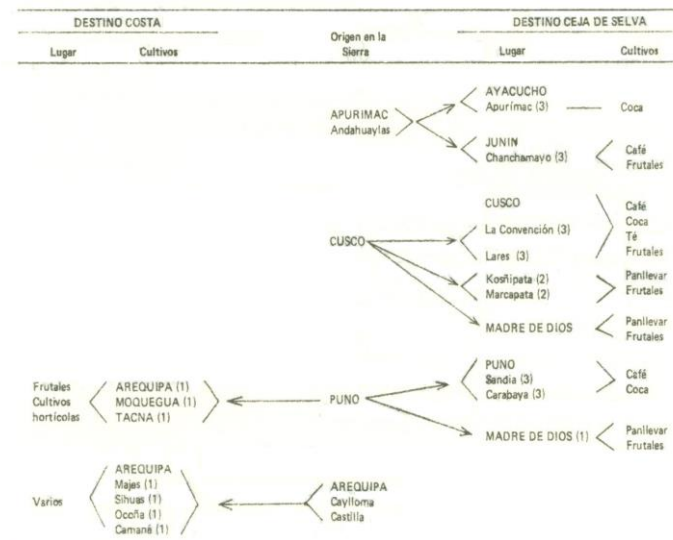 DESTINO COSTA
Lugar Cultivos
Origen en la
Sierra
DESTINO CEJA DE SELVA
Lugar Cultivos
APURIMAC
Andahuaylas
AYACUCHO
Apurímac (3)
Coca
JUNIN
Chanchamayo (3)
Café
Frutales
CUSCO
CUSCO
La Convención (3)
Lares (3)
Café
Coca
Té
Frutales
Kosñipata (2)
Marcapata (2)
Panllevar
Frutales
MADRE DE DIOS
Panllevar
Frutales
Frutales
Cultivos
hortícolas
AREQUIPA (1)
MOQUEGUA (1)
TACNA (1)
PUNO
PUNO
Sandia (3)
Carabaya (3)
Café
Coca
MADRE DE DIOS (1)
Panllevar
Frutales
Varios
AREQUIPA
Majes (1)
Sihuas (1)
Ocoña (1)
Camaná (1)
AREQUIPA
Caylloma
Castilla